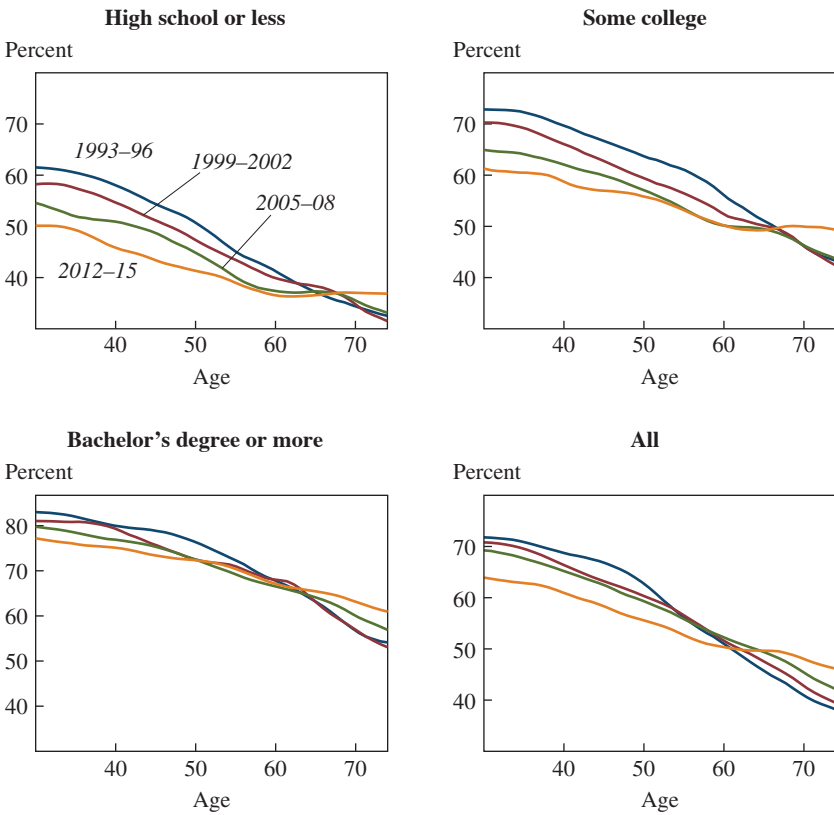 High school or less
Percent
70
60
50
40
1993–96
1999–2002
2005–08
2012–15
40 50 60 70
Age
Some college
Percent
70
60
50
40
40 50 60 70
Age
Bachelor’s degree or more
Percent
80
70
60
50
40
40 50 60 70
Age
All
Percent
70
60
50
40
40 50 60 70
Age